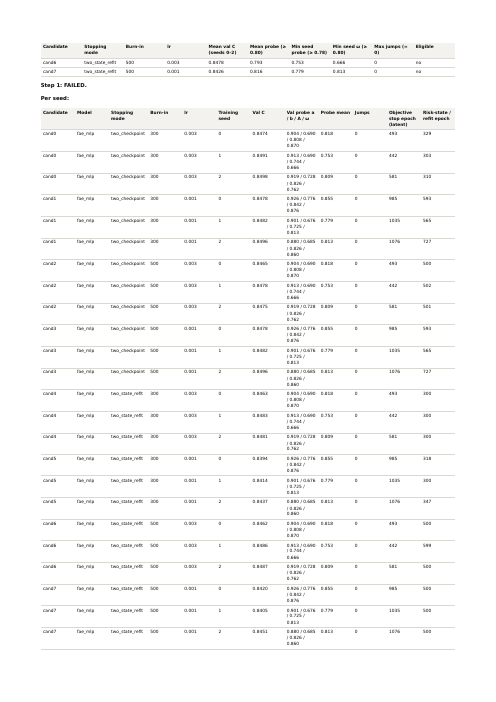 Candidate Stopping mode Burn-in lr Mean val C (seeds 0-2) Mean probe (≥ 0.80) Min seed probe (≥ 0.78) Min seed ω (≥ 0.80) Max jumps (= 0) Eligible
cand6 two_state_refit 500 0.003 0.8478 0.793 0.753 0.666 0 no
cand7 two_state_refit 500 0.001 0.8426 0.816 0.779 0.813 0 no
Step 1: FAILED.
Per seed:
Candidate Model Stopping mode Burn-in lr Training seed Val C Val probe a / b / A / ω Probe mean Jumps Objective stop epoch (latent) Risk-state / refit epoch
cand0 fae_mlp two_checkpoint 300 0.003 0 0.8474 0.904 / 0.690 / 0.808 / 0.870 0.818 0 493 329
cand0 fae_mlp two_checkpoint 300 0.003 1 0.8491 0.913 / 0.690 / 0.744 / 0.666 0.753 0 442 303
cand0 fae_mlp two_checkpoint 300 0.003 2 0.8498 0.919 / 0.728 / 0.826 / 0.762 0.809 0 581 310
cand1 fae_mlp two_checkpoint 300 0.001 0 0.8478 0.926 / 0.776 / 0.842 / 0.876 0.855 0 985 593
cand1 fae_mlp two_checkpoint 300 0.001 1 0.8482 0.901 / 0.676 / 0.725 / 0.813 0.779 0 1035 565
cand1 fae_mlp two_checkpoint 300 0.001 2 0.8496 0.880 / 0.685 / 0.826 / 0.860 0.813 0 1076 727
cand2 fae_mlp two_checkpoint 500 0.003 0 0.8465 0.904 / 0.690 / 0.808 / 0.870 0.818 0 493 500
cand2 fae_mlp two_checkpoint 500 0.003 1 0.8478 0.913 / 0.690 / 0.744 / 0.666 0.753 0 442 502
cand2 fae_mlp two_checkpoint 500 0.003 2 0.8475 0.919 / 0.728 / 0.826 / 0.762 0.809 0 581 501
cand3 fae_mlp two_checkpoint 500 0.001 0 0.8478 0.926 / 0.776 / 0.842 / 0.876 0.855 0 985 593
cand3 fae_mlp two_checkpoint 500 0.001 1 0.8482 0.901 / 0.676 / 0.725 / 0.813 0.779 0 1035 565
cand3 fae_mlp two_checkpoint 500 0.001 2 0.8496 0.880 / 0.685 / 0.826 / 0.860 0.813 0 1076 727
cand4 fae_mlp two_state_refit 300 0.003 0 0.8463 0.904 / 0.690 / 0.808 / 0.870 0.818 0 493 300
cand4 fae_mlp two_state_refit 300 0.003 1 0.8483 0.913 / 0.690 / 0.744 / 0.666 0.753 0 442 300
cand4 fae_mlp two_state_refit 300 0.003 2 0.8481 0.919 / 0.728 / 0.826 / 0.762 0.809 0 581 300
cand5 fae_mlp two_state_refit 300 0.001 0 0.8394 0.926 / 0.776 / 0.842 / 0.876 0.855 0 985 318
cand5 fae_mlp two_state_refit 300 0.001 1 0.8414 0.901 / 0.676 / 0.725 / 0.813 0.779 0 1035 300
cand5 fae_mlp two_state_refit 300 0.001 2 0.8437 0.880 / 0.685 / 0.826 / 0.860 0.813 0 1076 347
cand6 fae_mlp two_state_refit 500 0.003 0 0.8462 0.904 / 0.690 / 0.808 / 0.870 0.818 0 493 500
cand6 fae_mlp two_state_refit 500 0.003 1 0.8486 0.913 / 0.690 / 0.744 / 0.666 0.753 0 442 599
cand6 fae_mlp two_state_refit 500 0.003 2 0.8487 0.919 / 0.728 / 0.826 / 0.762 0.809 0 581 500
cand7 fae_mlp two_state_refit 500 0.001 0 0.8420 0.926 / 0.776 / 0.842 / 0.876 0.855 0 985 500
cand7 fae_mlp two_state_refit 500 0.001 1 0.8405 0.901 / 0.676 / 0.725 / 0.813 0.779 0 1035 500
cand7 fae_mlp two_state_refit 500 0.001 2 0.8451 0.880 / 0.685 / 0.826 / 0.860 0.813 0 1076 500